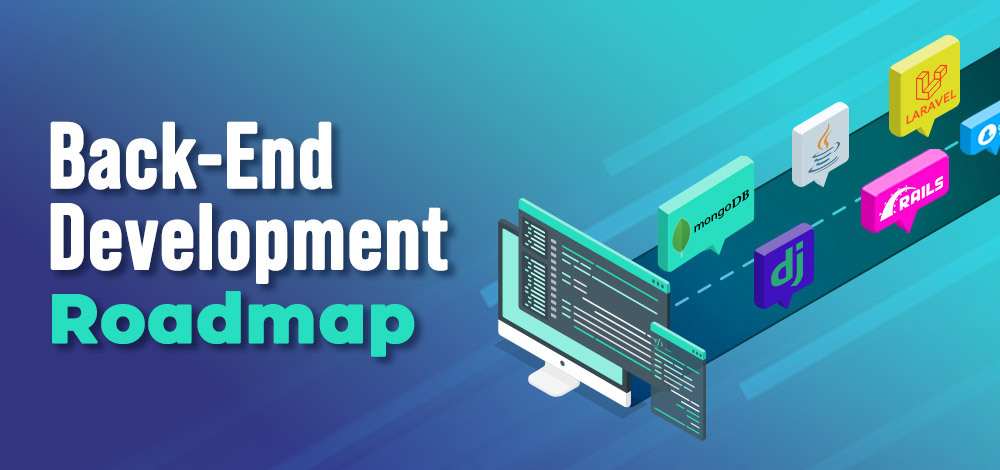 Back-End
Development
Roadmap
mongoDB
dj
LARAVEL
RAILS